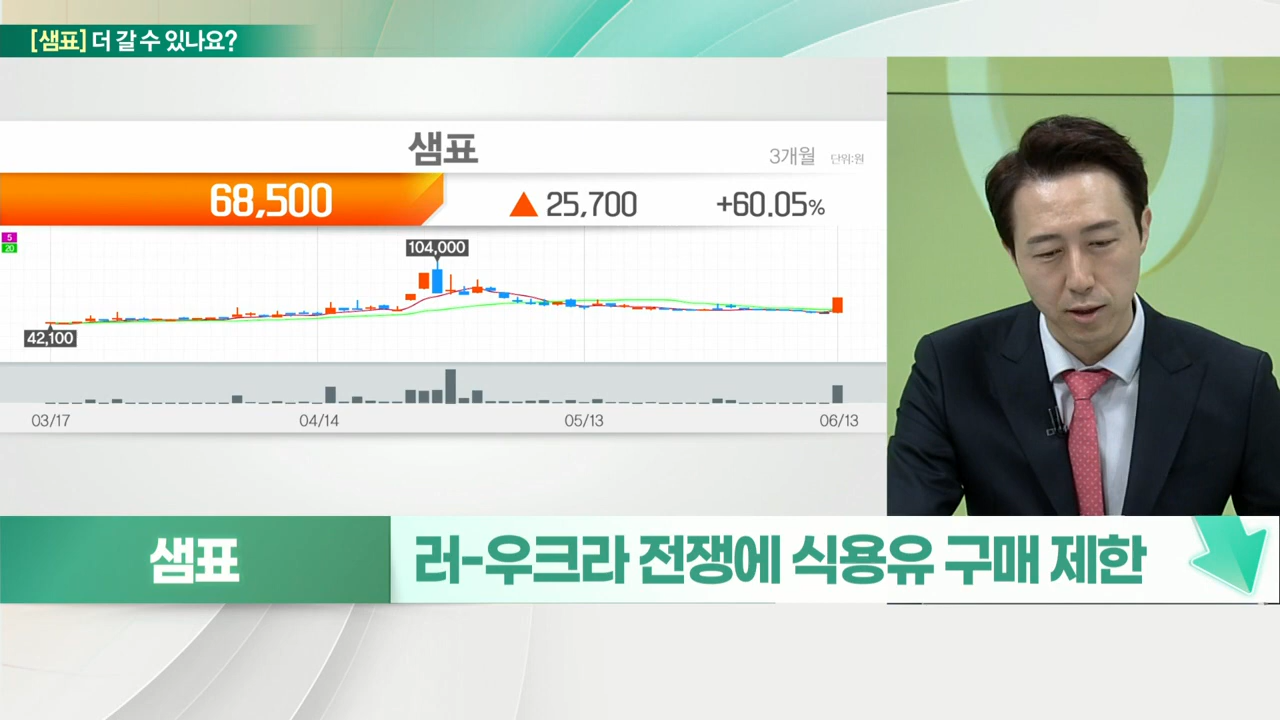 [샘표] 더 갈 수 있나요?
샘표
3개월 단위:원
68,500 ▲ 25,700 +60.05%
5
20
104,000
42,100
03/17 04/14 05/13 06/13
샘표 러-우크라 전쟁에 식용유 구매 제한